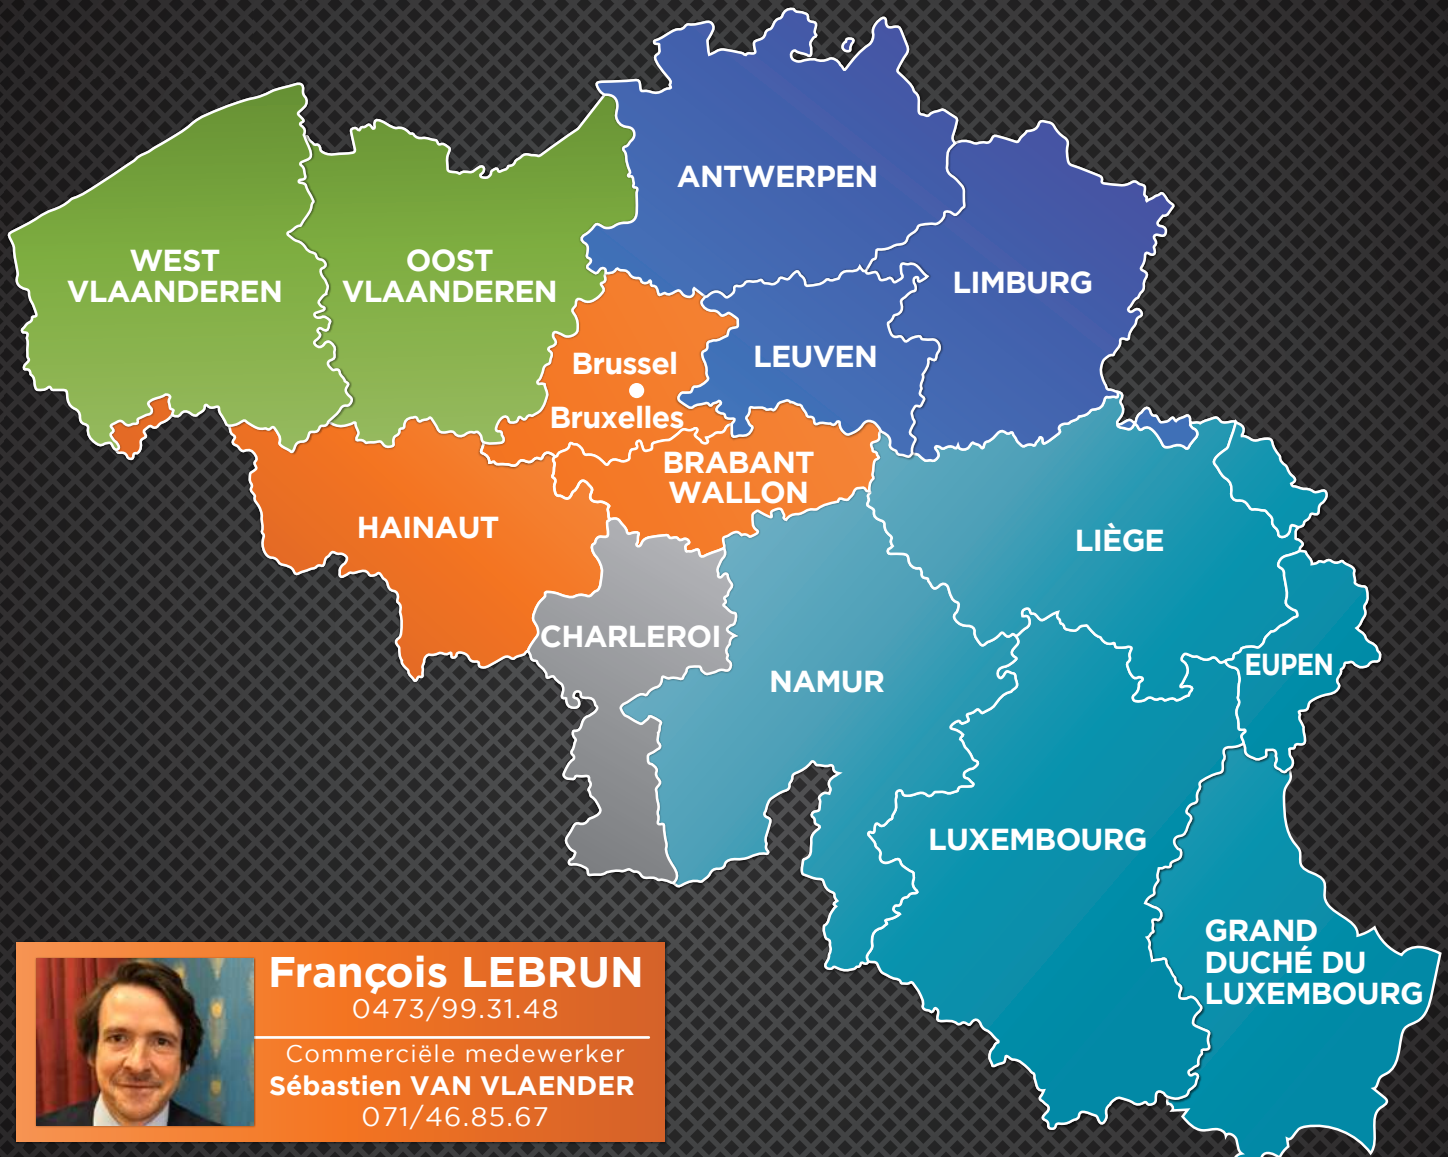 ANTWERPEN
WEST
VLAANDEREN
OOST
VLAANDEREN
LIMBURG
Brussel
Bruxelles
LEUVEN
BRABANT
WALLON
HAINAUT
LIÈGE
CHARLEROI
NAMUR
EUPEN
LUXEMBOURG
GRAND
DUCHÉ DU
LUXEMBOURG
François LEBRUN
0473/99.31.48
Commerciële medewerker
Sébastien VAN VLAENDER
071/46.85.67